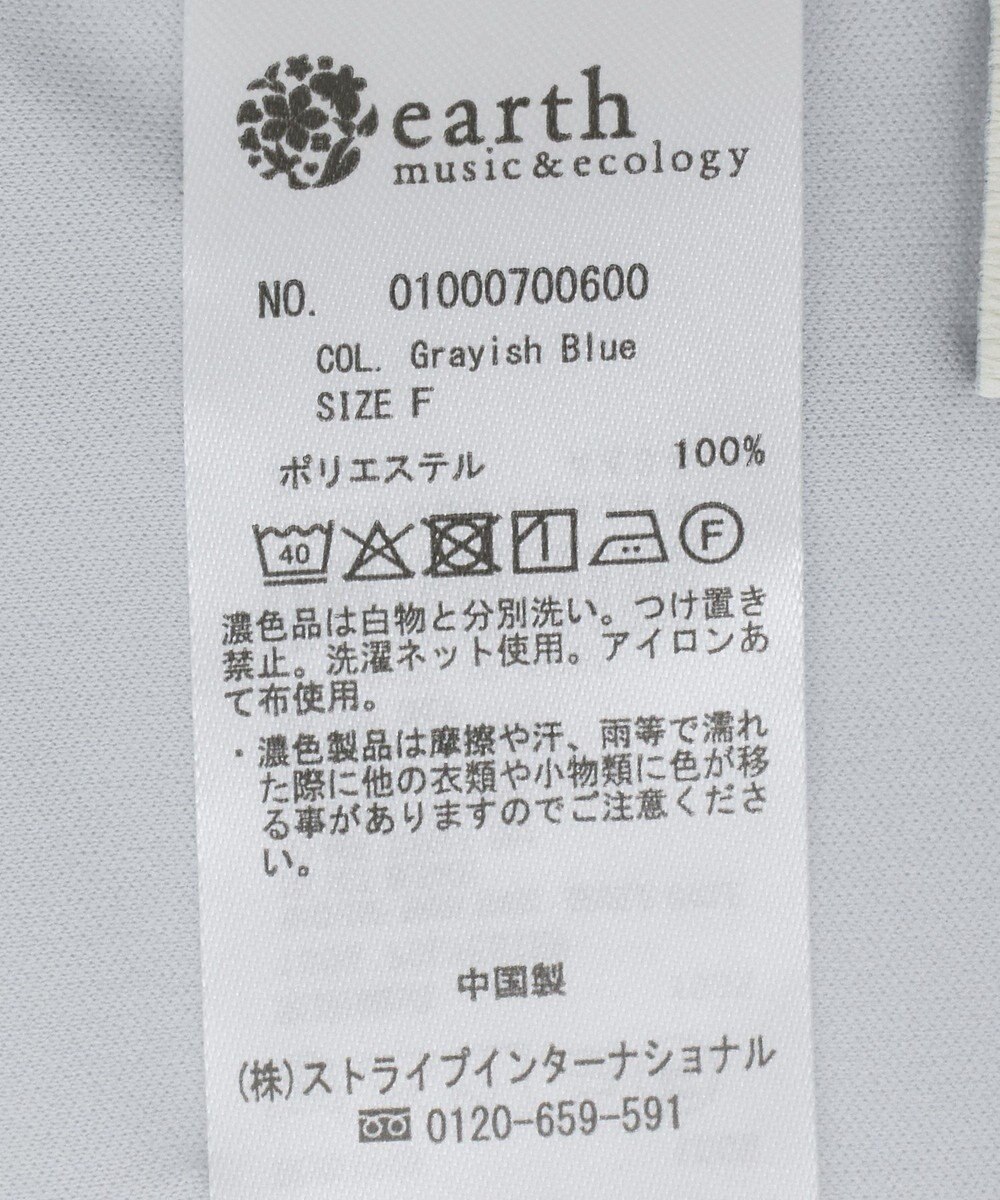 earth
music&ecology
NO. 01000700600
COL. Grayish Blue
SIZE F
ポリエステル 100%
40 F
濃色品は白物と分別洗い。つけ置き
禁止。洗濯ネット使用。アイロンあ
て布使用。
・濃色製品は摩擦や汗、雨等で濡れ
た際に他の衣類や小物類に色が移
る事がありますのでご注意くださ
い。
中国製
(株)ストライプインターナショナル
0120-659-591